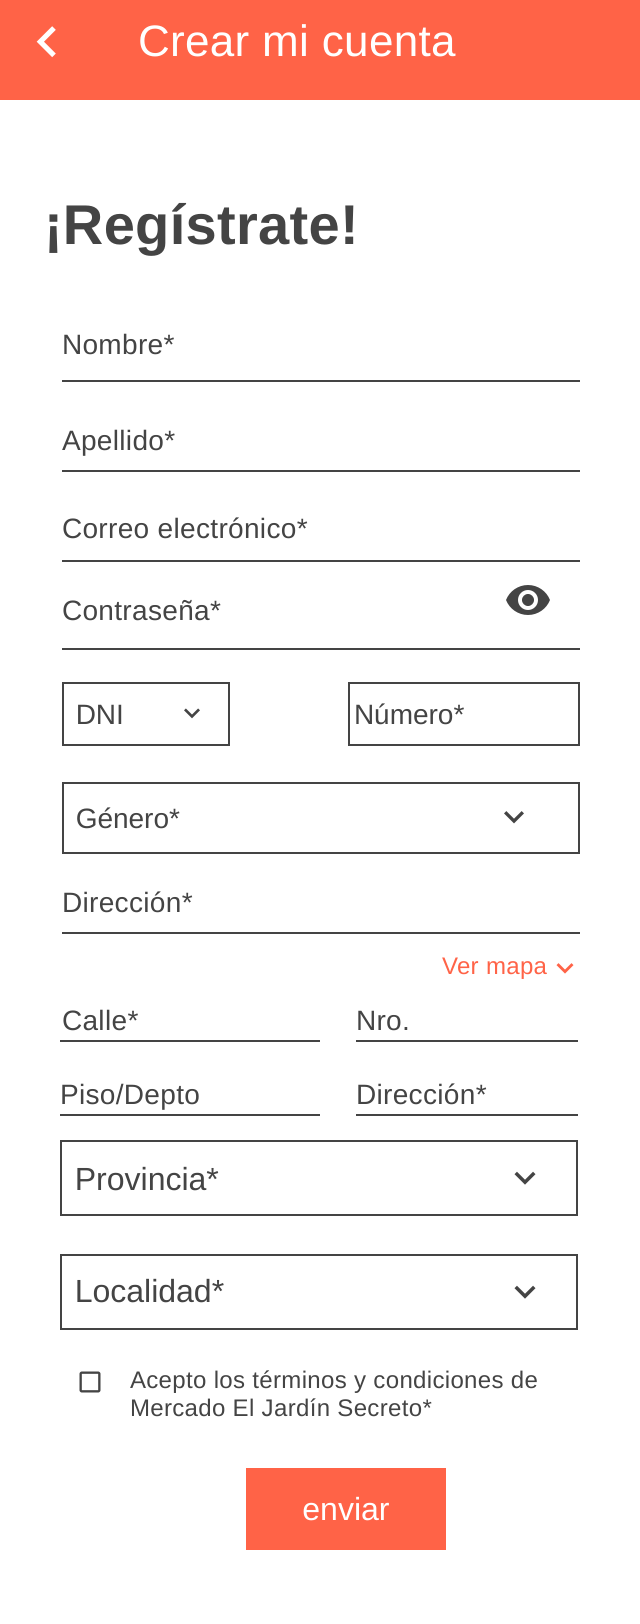 Crear mi cuenta
¡Regístrate!
Nombre*
Apellido*
Correo electrónico*
Contraseña*
DNI
Número*
Género*
Dirección*
Ver mapa
Calle*
Nro.
Piso/Depto
Dirección*
Provincia*
Localidad*
Acepto los términos y condiciones de
Mercado El Jardín Secreto*
enviar